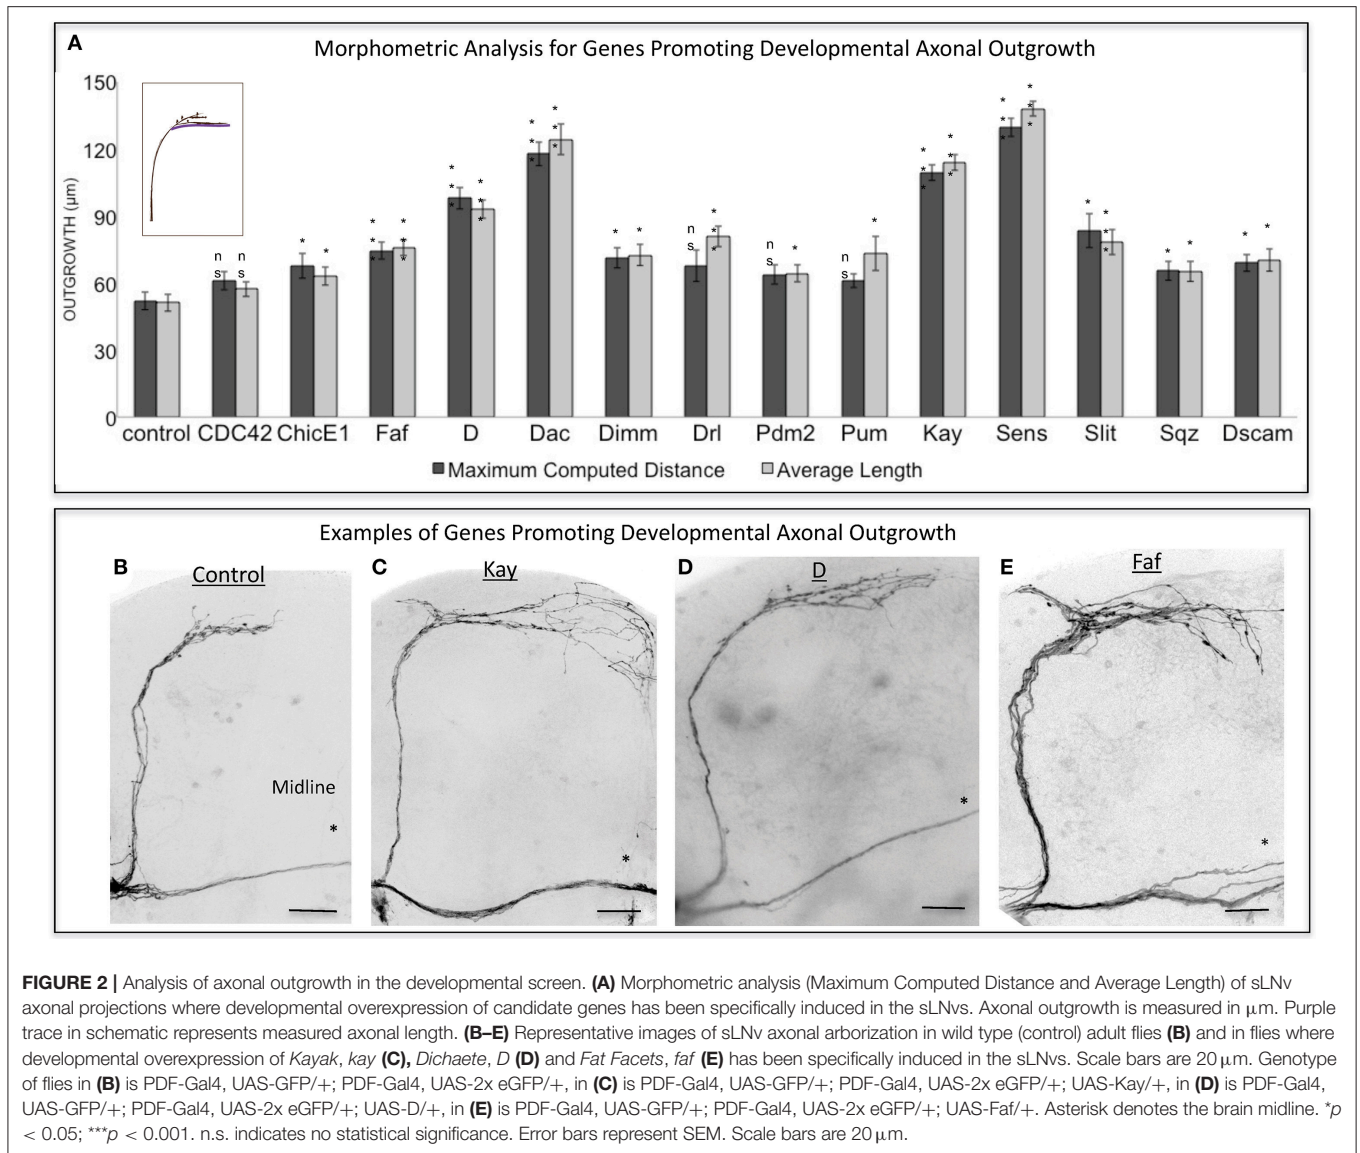 A
Morphometric Analysis for Genes Promoting Developmental Axonal Outgrowth
OUTGROWTH (µm)
150
120
90
60
30
0
n s
n s
*
*
* * *
* * *
* * *
* * *
* * *
* * *
*
*
n s
* * *
n s
*
n s
*
* * *
* * *
* * *
* * *
*
* * *
*
*
*
*
control CDC42 ChicE1 Faf D Dac Dimm Drl Pdm2 Pum Kay Sens Slit Sqz Dscam
Maximum Computed Distance Average Length
Examples of Genes Promoting Developmental Axonal Outgrowth
B Control
Midline
*
C Kay
*
D D
*
E Faf
*
FIGURE 2 | Analysis of axonal outgrowth in the developmental screen. (A) Morphometric analysis (Maximum Computed Distance and Average Length) of sLNv
axonal projections where developmental overexpression of candidate genes has been specifically induced in the sLNvs. Axonal outgrowth is measured in µm. Purple
trace in schematic represents measured axonal length. (B–E) Representative images of sLNv axonal arborization in wild type (control) adult flies (B) and in flies where
developmental overexpression of Kayak, kay (C), Dichaete, D (D) and Fat Facets, faf (E) has been specifically induced in the sLNvs. Scale bars are 20 µm. Genotype
of flies in (B) is PDF-Gal4, UAS-GFP/+; PDF-Gal4, UAS-2x eGFP/+, in (C) is PDF-Gal4, UAS-GFP/+; PDF-Gal4, UAS-2x eGFP/+; UAS-Kay/+, in (D) is PDF-Gal4,
UAS-GFP/+; PDF-Gal4, UAS-2x eGFP/+; UAS-D/+, in (E) is PDF-Gal4, UAS-GFP/+; PDF-Gal4, UAS-2x eGFP/+; UAS-Faf/+. Asterisk denotes the brain midline. *p
< 0.05; ***p < 0.001. n.s. indicates no statistical significance. Error bars represent SEM. Scale bars are 20 µm.